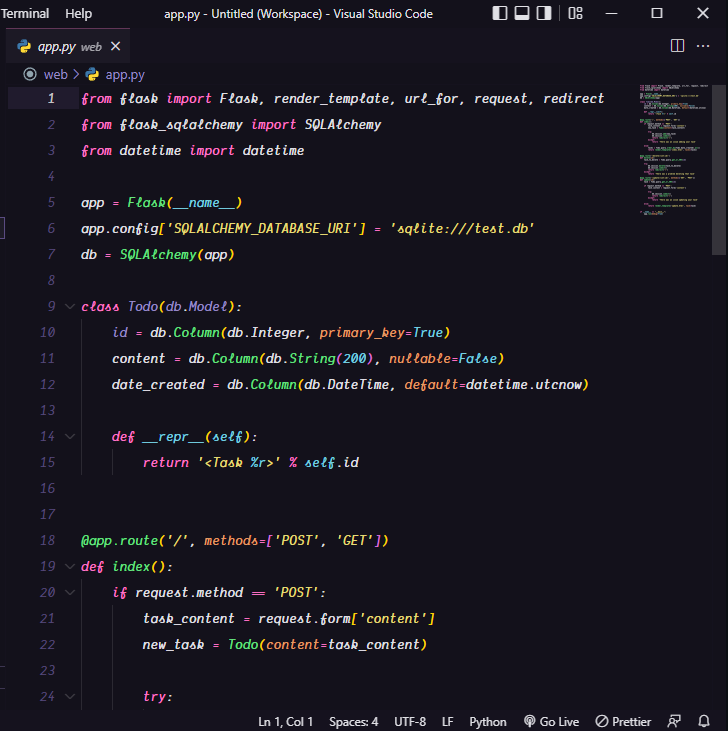 Terminal Help app.py - Untitled (Workspace) - Visual Studio Code
app.py web
web > app.py
1 from flask import Flask, render_template, url_for, request, redirect
2 from flask_sqlalchemy import SQLAlchemy
3 from datetime import datetime
4
5 app = Flask(__name__)
6 app.config['SQLALCHEMY_DATABASE_URI'] = 'sqlite:///test.db'
7 db = SQLAlchemy(app)
8
9 class Todo(db.Model):
10     id = db.Column(db.Integer, primary_key=True)
11     content = db.Column(db.String(200), nullable=False)
12     date_created = db.Column(db.DateTime, default=datetime.utcnow)
13
14     def __repr__(self):
15         return '<Task %r>' % self.id
16
17
18 @app.route('/', methods=['POST', 'GET'])
19 def index():
20     if request.method == 'POST':
21         task_content = request.form['content']
22         new_task = Todo(content=task_content)
23
24         try:
Ln 1, Col 1 Spaces: 4 UTF-8 LF Python Go Live Prettier